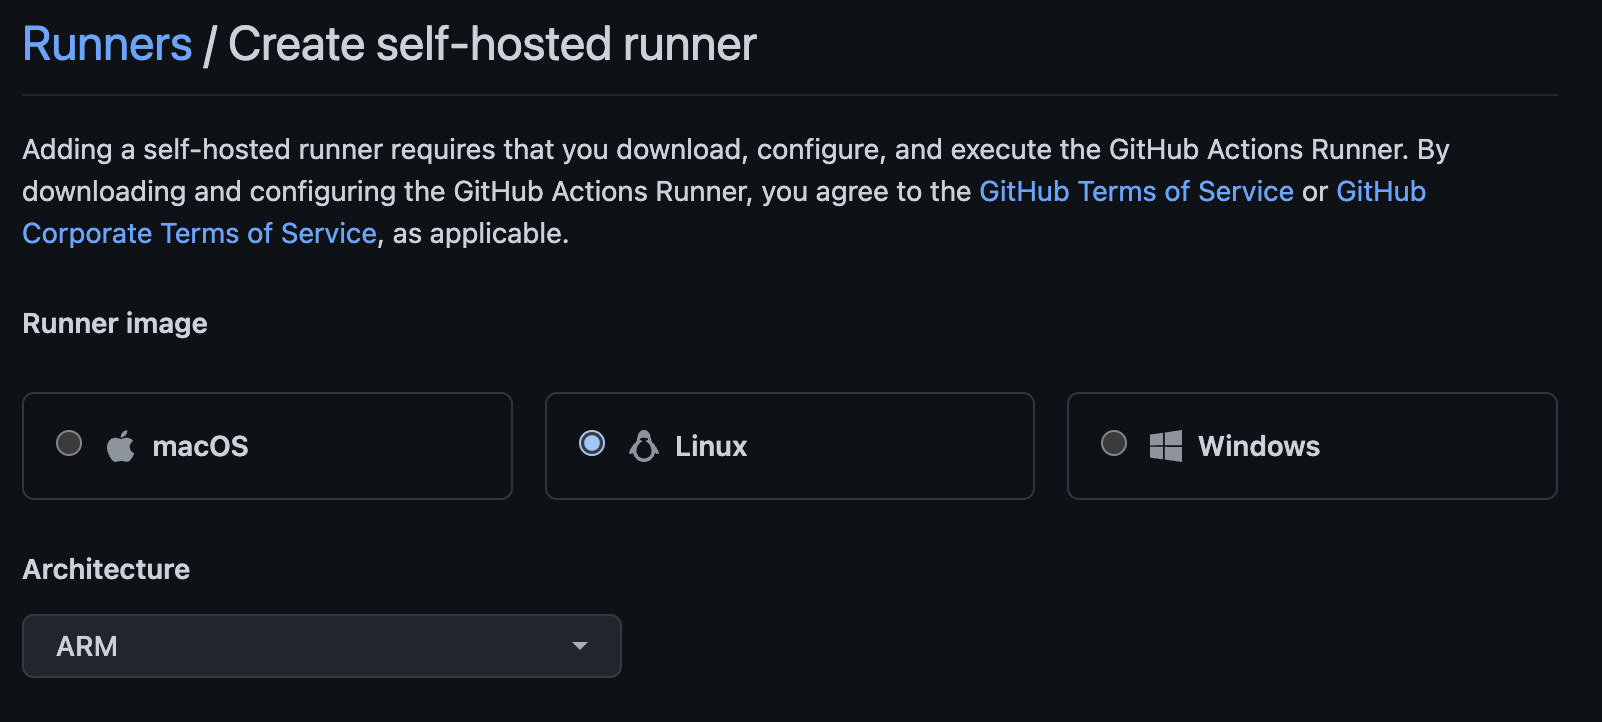 Runners / Create self-hosted runner
Adding a self-hosted runner requires that you download, configure, and execute the GitHub Actions Runner. By
downloading and configuring the GitHub Actions Runner, you agree to the GitHub Terms of Service or GitHub
Corporate Terms of Service, as applicable.
Runner image
macOS
Linux
Windows
Architecture
ARM